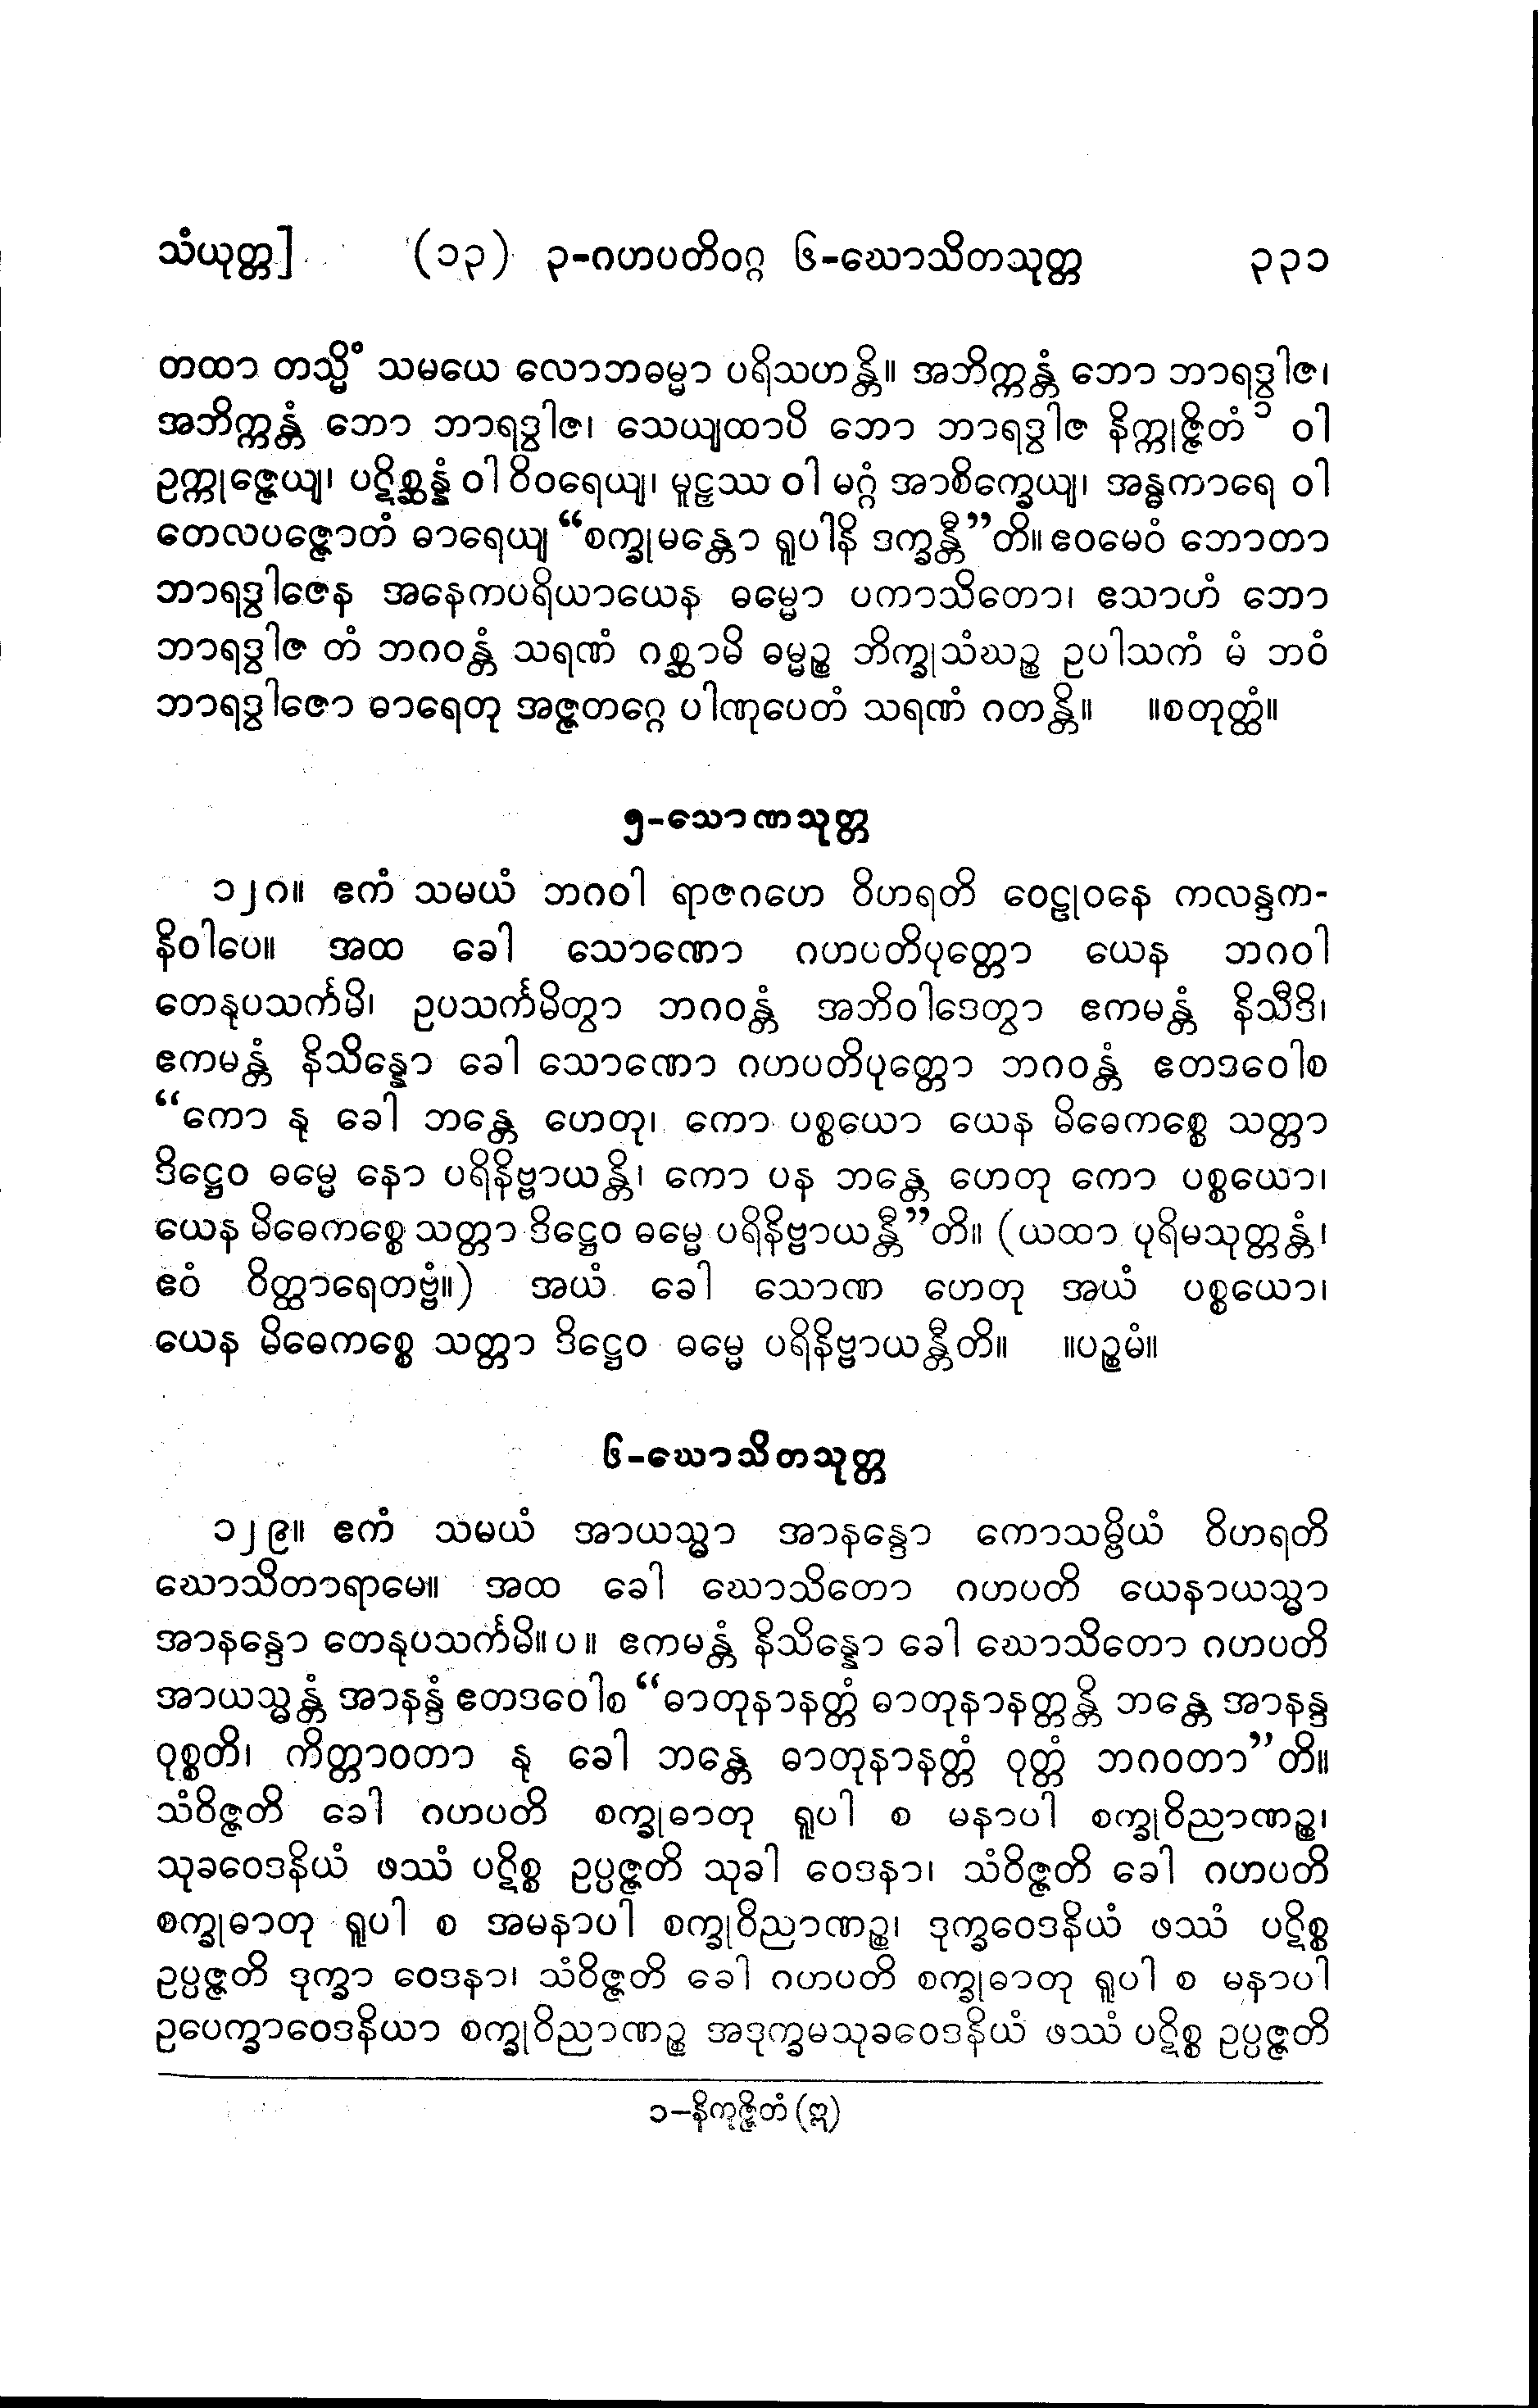 သံယုတ္တ] (၁၃) ၃-ဂဟပတိဝဂ္ဂ ၆-ဃောသိတသုတ္တ ၃၃၁
တထာ တသ္မိံ သမယေ လောဘဓမ္မာ ပရိသဟန္တိ။ အဘိက္ကန္တံ ဘော ဘာရဒွါဇ၊
အဘိက္ကန္တံ ဘော ဘာရဒွါဇ၊ သေယျထာပိ ဘော ဘာရဒွါဇ နိက္ကုဇ္ဇိတံ၁ ဝါ
ဥက္ကုဇ္ဇေယျ၊ ပဋိစ္ဆန္နံ ဝါ ဝိဝရေယျ၊ မူဠှဿ ဝါ မဂ္ဂံ အာစိက္ခေယျ၊ အန္ဓကာရေ ဝါ
တေလပဇ္ဇောတံ ဓာရေယျ “စက္ခုမန္တော ရူပါနိ ဒက္ခန္တီ”တိ။ ဧဝမေဝံ ဘောတာ
ဘာရဒွါဇေန အနေကပရိယာယေန ဓမ္မော ပကာသိတော၊ ဧသာဟံ ဘော
ဘာရဒွါဇ တံ ဘဂဝန္တံ သရဏံ ဂစ္ဆာမိ ဓမ္မဉ္စ ဘိက္ခုသံဃဉ္စ ဥပါသကံ မံ ဘဝံ
ဘာရဒွါဇော ဓာရေတု အဇ္ဇတဂ္ဂေ ပါဏုပေတံ သရဏံ ဂတန္တိ။ ။စတုတ္ထံ။
၅-သောဏသုတ္တ
၁၂၈။ ဧကံ သမယံ ဘဂဝါ ရာဇဂဟေ ဝိဟရတိ ဝေဠုဝနေ ကလန္ဒက-
နိဝါပေ။ အထ ခေါ သောဏော ဂဟပတိပုတ္တော ယေန ဘဂဝါ
တေနုပသင်္ကမိ၊ ဥပသင်္ကမိတွာ ဘဂဝန္တံ အဘိဝါဒေတွာ ဧကမန္တံ နိသီဒိ၊
ဧကမန္တံ နိသိန္နော ခေါ သောဏော ဂဟပတိပုတ္တော ဘဂဝန္တံ ဧတဒဝေါစ
“ကော နု ခေါ ဘန္တေ ဟေတု၊ ကော ပစ္စယော ယေန မိဓေကစ္စေ သတ္တာ
ဒိဋ္ဌေဝ ဓမ္မေ နော ပရိနိဗ္ဗာယန္တိ၊ ကော ပန ဘန္တေ ဟေတု ကော ပစ္စယော၊
ယေန မိဓေကစ္စေ သတ္တာ ဒိဋ္ဌေဝ ဓမ္မေ ပရိနိဗ္ဗာယန္တီ”တိ။ (ယထာ ပုရိမသုတ္တန္တံ၊
ဧဝံ ဝိတ္ထာရေတဗ္ဗံ။) အယံ ခေါ သောဏ ဟေတု အယံ ပစ္စယော၊
ယေန မိဓေကစ္စေ သတ္တာ ဒိဋ္ဌေဝ ဓမ္မေ ပရိနိဗ္ဗာယန္တီတိ။ ။ပဉ္စမံ။
၆-ဃောသိတသုတ္တ
၁၂၉။ ဧကံ သမယံ အာယသ္မာ အာနန္ဒော ကောသမ္ဗိယံ ဝိဟရတိ
ဃောသိတာရာမေ။ အထ ခေါ ဃောသိတော ဂဟပတိ ယေနာယသ္မာ
အာနန္ဒော တေနုပသင်္ကမိ။ ပ။ ဧကမန္တံ နိသိန္နော ခေါ ဃောသိတော ဂဟပတိ
အာယသ္မန္တံ အာနန္ဒံ ဧတဒဝေါစ “ဓာတုနာနတ္တံ ဓာတုနာနတ္တန္တိ ဘန္တေ အာနန္ဒ
ဝုစ္စတိ၊ ကိတ္တာဝတာ နု ခေါ ဘန္တေ ဓာတုနာနတ္တံ ဝုတ္တံ ဘဂဝတာ”တိ။
သံဝိဇ္ဇတိ ခေါ ဂဟပတိ စက္ခုဓာတု ရူပါ စ မနာပါ စက္ခုဝိညာဏဉ္စ၊
သုခဝေဒနိယံ ဖဿံ ပဋိစ္စ ဥပ္ပဇ္ဇတိ သုခါ ဝေဒနာ၊ သံဝိဇ္ဇတိ ခေါ ဂဟပတိ
စက္ခုဓာတု ရူပါ စ အမနာပါ စက္ခုဝိညာဏဉ္စ၊ ဒုက္ခဝေဒနိယံ ဖဿံ ပဋိစ္စ
ဥပ္ပဇ္ဇတိ ဒုက္ခာ ဝေဒနာ၊ သံဝိဇ္ဇတိ ခေါ ဂဟပတိ စက္ခုဓာတု ရူပါ စ မနာပါ
ဥပေက္ခာဝေဒနိယာ စက္ခုဝိညာဏဉ္စ အဒုက္ခမသုခဝေဒနိယံ ဖဿံ ပဋိစ္စ ဥပ္ပဇ္ဇတိ
၁–နိကုဇ္ဇိတံ (ဣ)